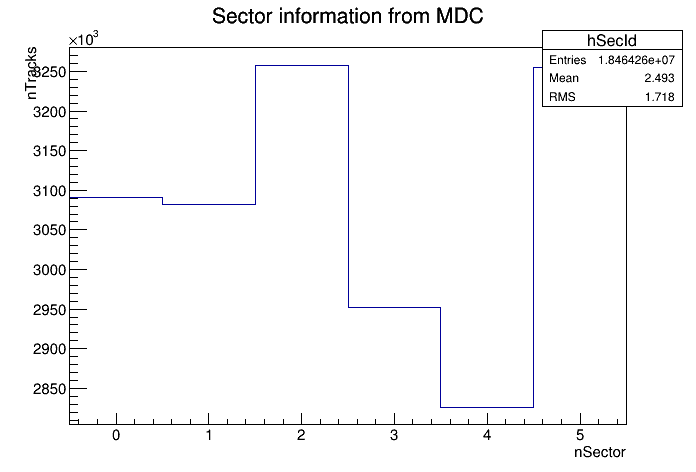 Sector information from MDC
×10³
nTracks
hSecId
Entries 1.846426e+07
Mean 2.493
RMS 1.718
3250
3200
3150
3100
3050
3000
2950
2900
2850
0 1 2 3 4 5
nSector